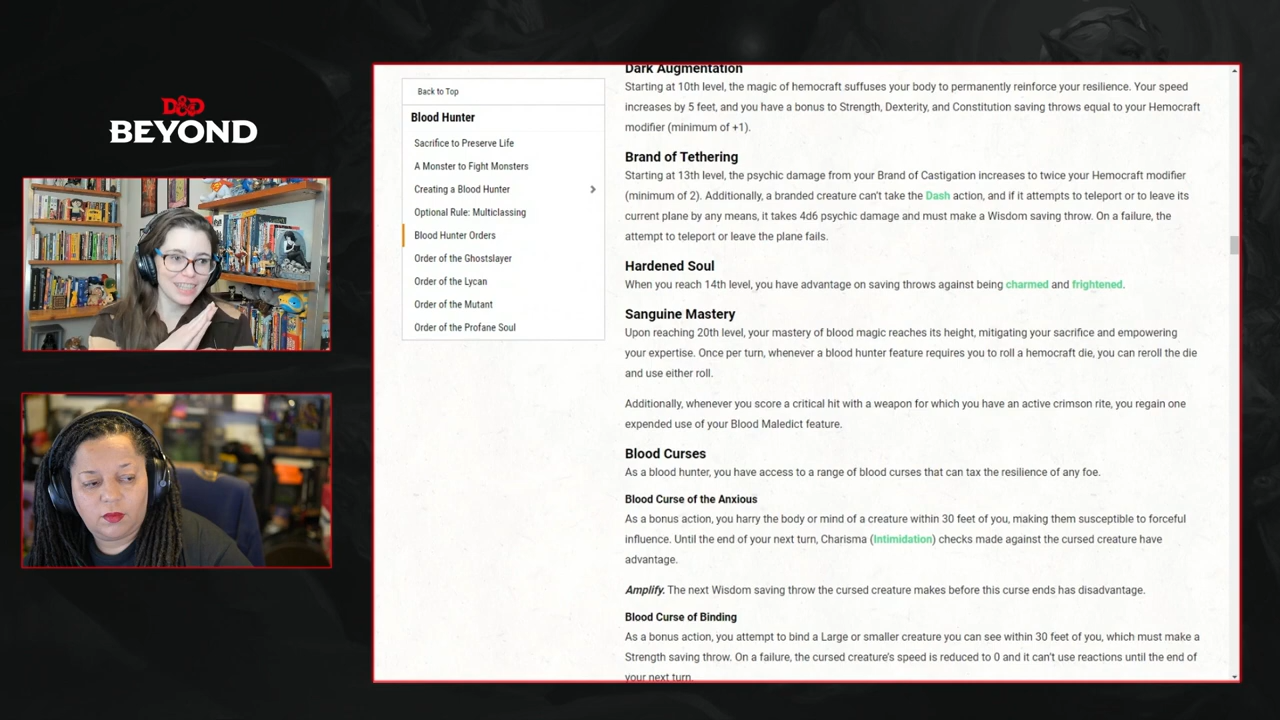 D&D
BEYOND
Back to Top
Blood Hunter
Sacrifice to Preserve Life
A Monster to Fight Monsters
Creating a Blood Hunter
Optional Rule: Multiclassing
Blood Hunter Orders
Order of the Ghostslayer
Order of the Lycan
Order of the Mutant
Order of the Profane Soul
Dark Augmentation
Starting at 10th level, the magic of hemocraft suffuses your body to permanently reinforce your resilience. Your speed
increases by 5 feet, and you have a bonus to Strength, Dexterity, and Constitution saving throws equal to your Hemocraft
modifier (minimum of +1).
Brand of Tethering
Starting at 13th level, the psychic damage from your Brand of Castigation increases to twice your Hemocraft modifier
(minimum of 2). Additionally, a branded creature can't take the Dash action, and if it attempts to teleport or to leave its
current plane by any means, it takes 4d6 psychic damage and must make a Wisdom saving throw. On a failure, the
attempt to teleport or leave the plane fails.
Hardened Soul
When you reach 14th level, you have advantage on saving throws against being charmed and frightened.
Sanguine Mastery
Upon reaching 20th level, your mastery of blood magic reaches its height, mitigating your sacrifice and empowering
your expertise. Once per turn, whenever a blood hunter feature requires you to roll a hemocraft die, you can reroll the die
and use either roll.
Additionally, whenever you score a critical hit with a weapon for which you have an active crimson rite, you regain one
expended use of your Blood Maledict feature.
Blood Curses
As a blood hunter, you have access to a range of blood curses that can tax the resilience of any foe.
Blood Curse of the Anxious
As a bonus action, you harry the body or mind of a creature within 30 feet of you, making them susceptible to forceful
influence. Until the end of your next turn, Charisma (Intimidation) checks made against the cursed creature have
advantage.
Amplify. The next Wisdom saving throw the cursed creature makes before this curse ends has disadvantage.
Blood Curse of Binding
As a bonus action, you attempt to bind a Large or smaller creature you can see within 30 feet of you, which must make a
Strength saving throw. On a failure, the cursed creature's speed is reduced to 0 and it can't use reactions until the end of
your next turn.